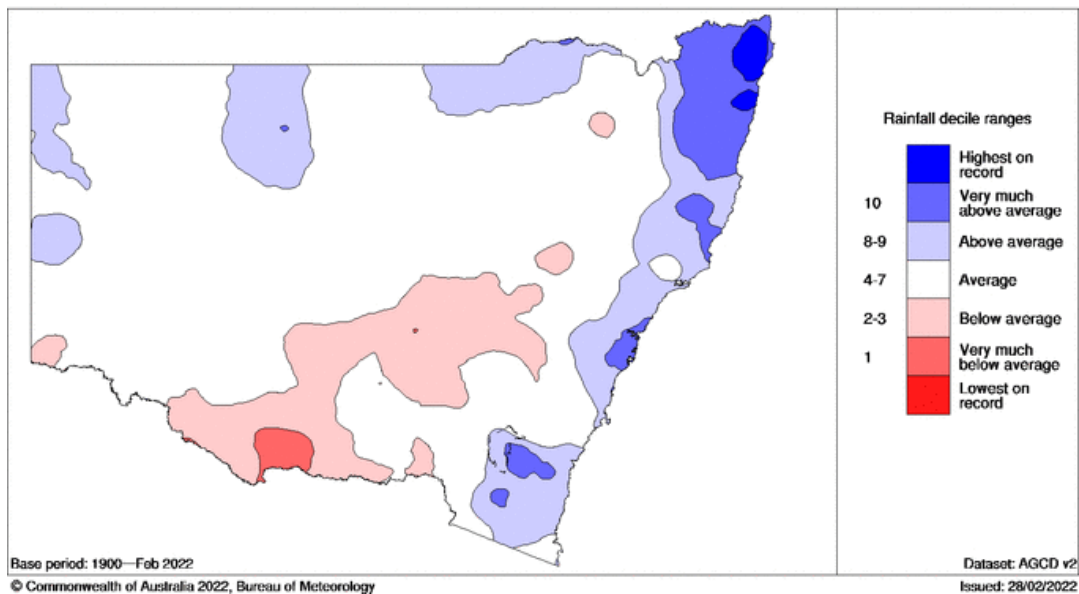 Rainfall decile ranges
Highest on
record
10
Very much
above average
8-9
Above average
4-7
Average
2-3
Below average
1
Very much
below average
Lowest on
record
Base period: 1900—Feb 2022
Dataset: AGCD v2
© Commonwealth of Australia 2022, Bureau of Meteorology
Issued: 28/02/2022